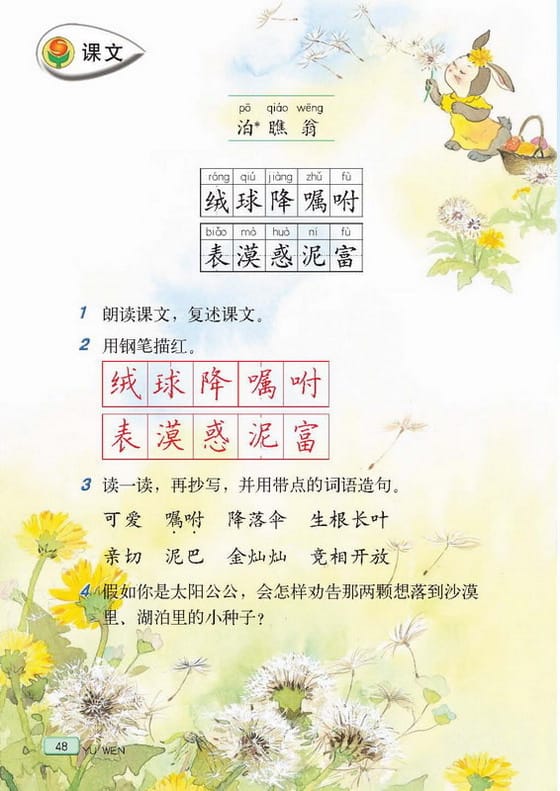 课文
pō qiáo wēng
泊* 瞧 翁
róng qiú jiàng zhǔ fù
绒球降嘱咐
biǎo mò huò ní fù
表漠惑泥富
1 朗读课文，复述课文。
2 用钢笔描红。
绒球降嘱咐
表漠惑泥富
3 读一读，再抄写，并用带点的词语造句。
可爱 嘱咐 降落伞 生根长叶
亲切 泥巴 金灿灿 竞相开放
4 假如你是太阳公公，会怎样劝告那两颗想落到沙漠
里、湖泊里的小种子？
48 YU WEN